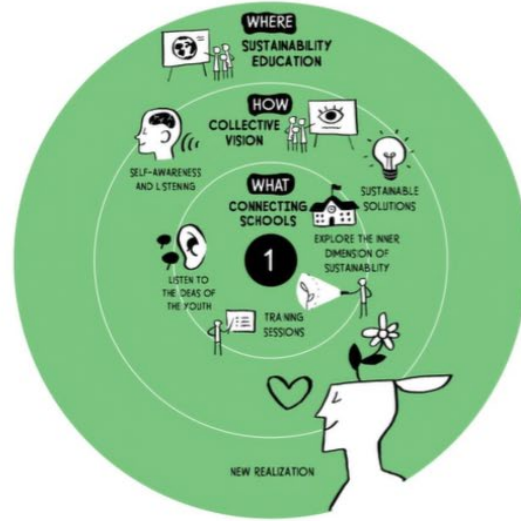 WHERE
SUSTAINABILITY
EDUCATION
HOW
COLLECTIVE
VISION
SELF-AWARENESS
AND LISTENING
SUSTAINABLE
SOLUTIONS
WHAT
CONNECTING
SCHOOLS
1
EXPLORE THE INNER
DIMENSION OF
SUSTAINABILITY
LISTEN TO
THE IDEAS OF
THE YOUTH
TRAINING
SESSIONS
NEW REALIZATION